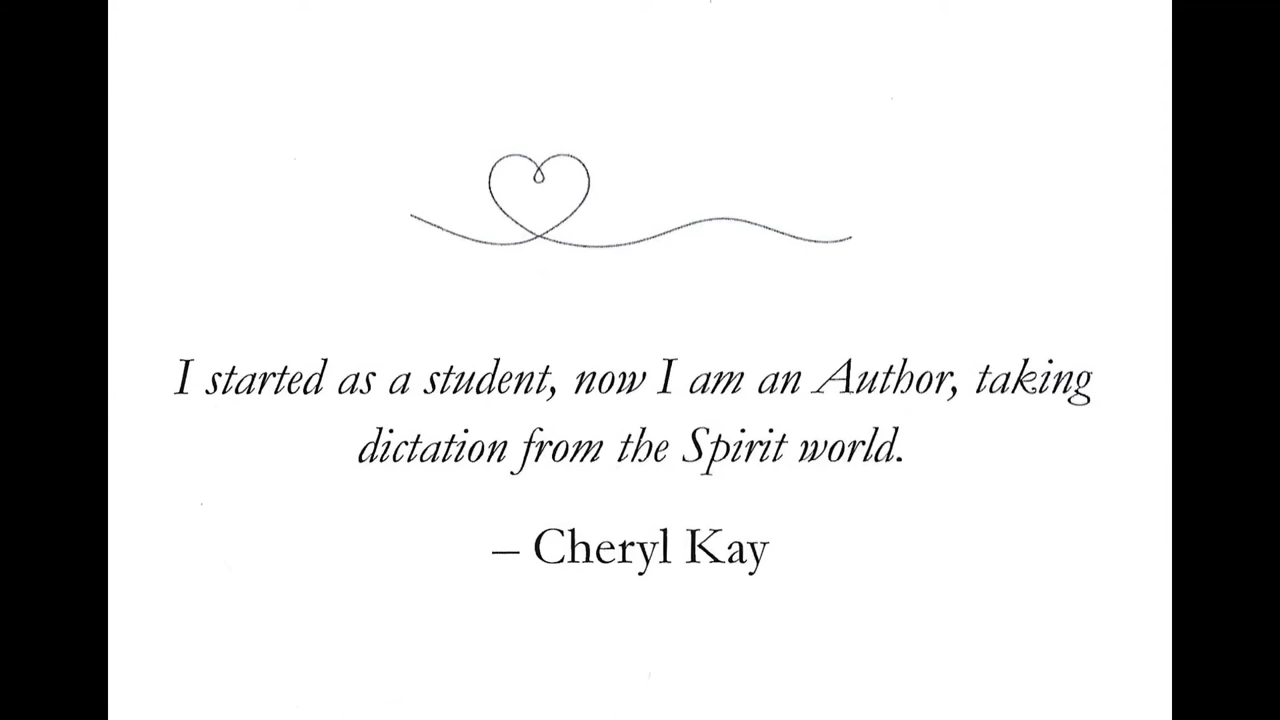 I started as a student, now I am an Author, taking
dictation from the Spirit world.
– Cheryl Kay